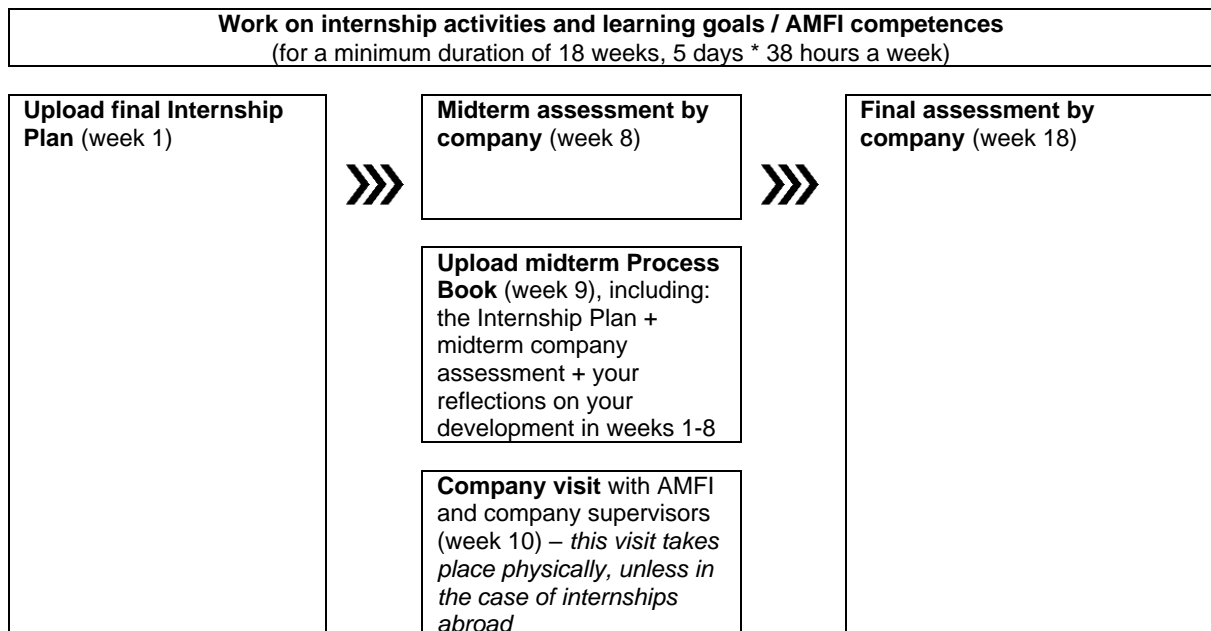 Work on internship activities and learning goals / AMFI competences
(for a minimum duration of 18 weeks, 5 days * 38 hours a week)
Upload final Internship
Plan (week 1)
Midterm assessment by
company (week 8)
Upload midterm Process
Book (week 9), including:
the Internship Plan +
midterm company
assessment + your
reflections on your
development in weeks 1-8
Company visit with AMFI
and company supervisors
(week 10) – this visit takes
place physically, unless in
the case of internships
abroad
Final assessment by
company (week 18)